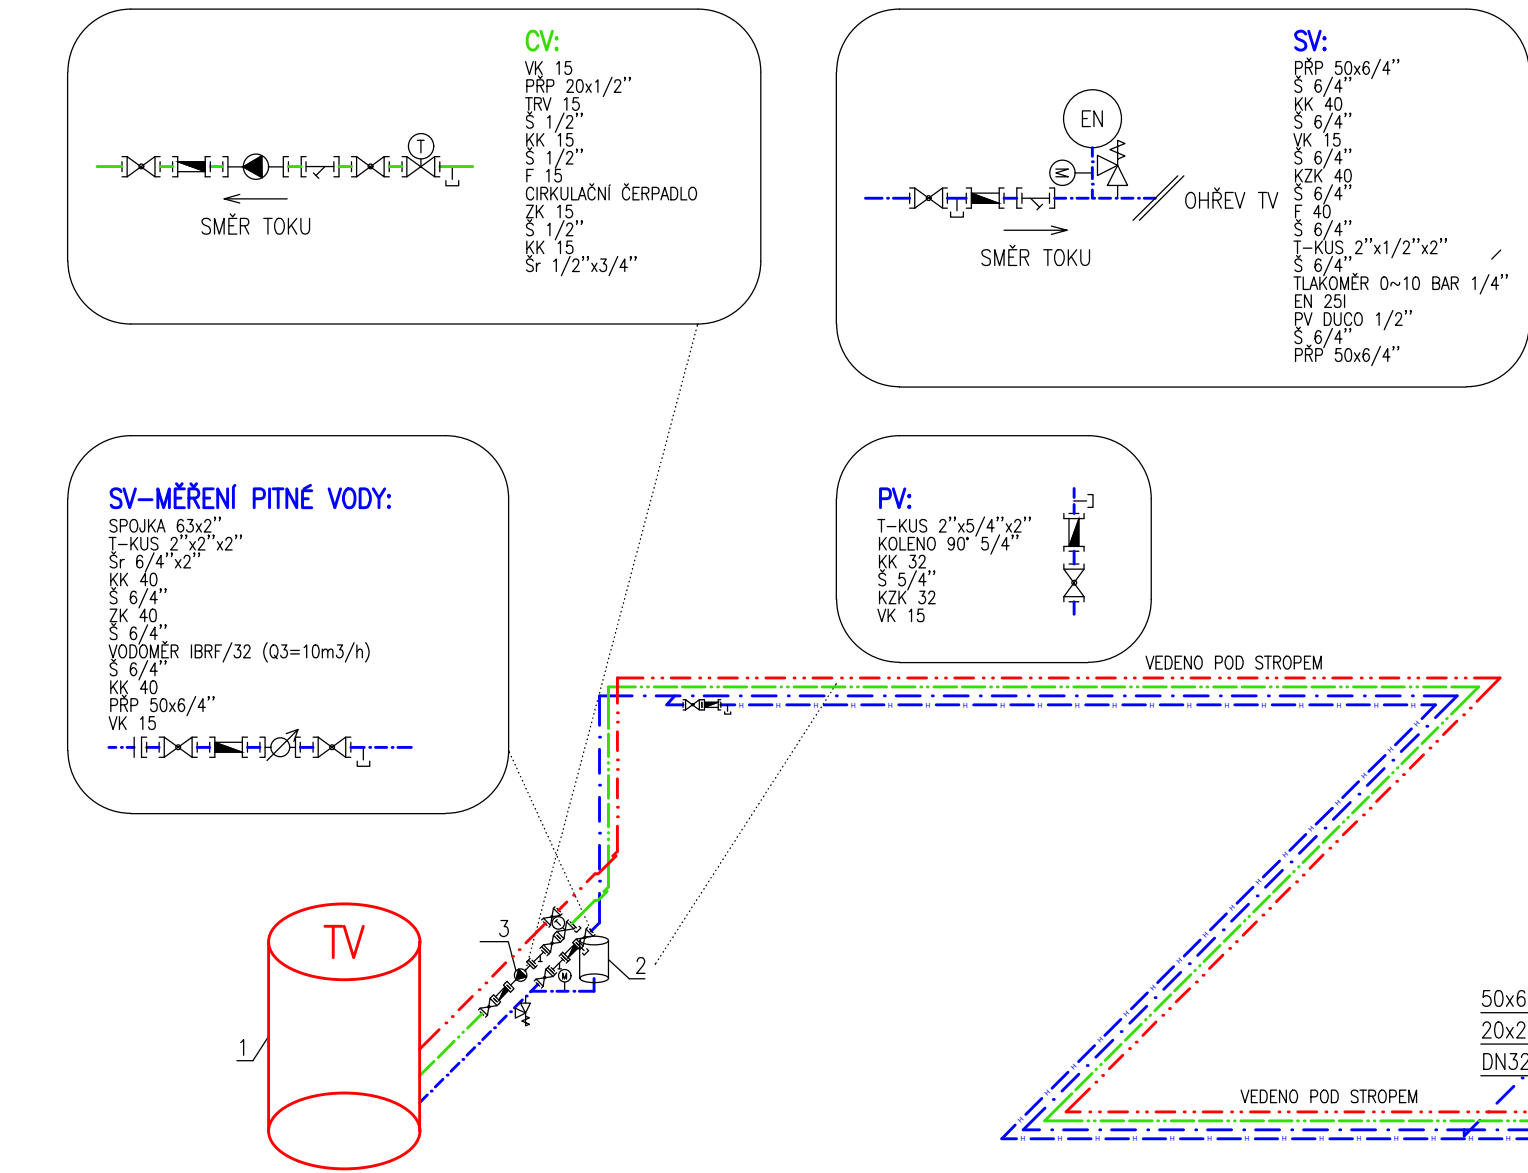 CV:
VK 15
PŘP 20x1/2’’
TRV 15
Š 1/2’’
KK 15
Š 1/2’’
F 15
CIRKULAČNÍ ČERPADLO
ZK 15
Š 1/2’’
KK 15
Šr 1/2’’x3/4’’
T
SMĚR TOKU
SV:
PŘP 50x6/4’’
Š 6/4’’
KK 40
Š 6/4’’
VK 15
Š 6/4’’
KZK 40
Š 6/4’’
F 40
Š 6/4’’
T-KUS 2’’x1/2’’x2’’
Š 6/4’’
TLAKOMĚR 0~10 BAR 1/4’’
EN 25l
PV DUCO 1/2’’
Š 6/4’’
PŘP 50x6/4’’
EN
M
OHŘEV TV
SMĚR TOKU
SV-MĚŘENÍ PITNÉ VODY:
SPOJKA 63x2’’
T-KUS 2’’x2’’x2’’
Šr 6/4’’x2’’
KK 40
Š 6/4’’
ZK 40
Š 6/4’’
VODOMĚR IBRF/32 (Q3=10m3/h)
Š 6/4’’
KK 40
PŘP 50x6/4’’
VK 15
PV:
T-KUS 2’’x5/4’’x2’’
KOLENO 90° 5/4’’
KK 32
Š 5/4’’
KZK 32
VK 15
VEDENO POD STROPEM
TV
3
T
M
2
1
50x6
20x2
DN32
VEDENO POD STROPEM